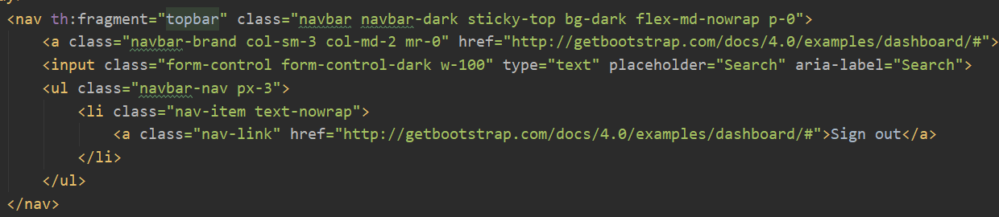 <nav th:fragment="topbar" class="navbar navbar-dark sticky-top bg-dark flex-md-nowrap p-0">
<a class="navbar-brand col-sm-3 col-md-2 mr-0" href="http://getbootstrap.com/docs/4.0/examples/dashboard/#">
<input class="form-control form-control-dark w-100" type="text" placeholder="Search" aria-label="Search">
<ul class="navbar-nav px-3">
<li class="nav-item text-nowrap">
<a class="nav-link" href="http://getbootstrap.com/docs/4.0/examples/dashboard/#">Sign out</a>
</li>
</ul>
</nav>